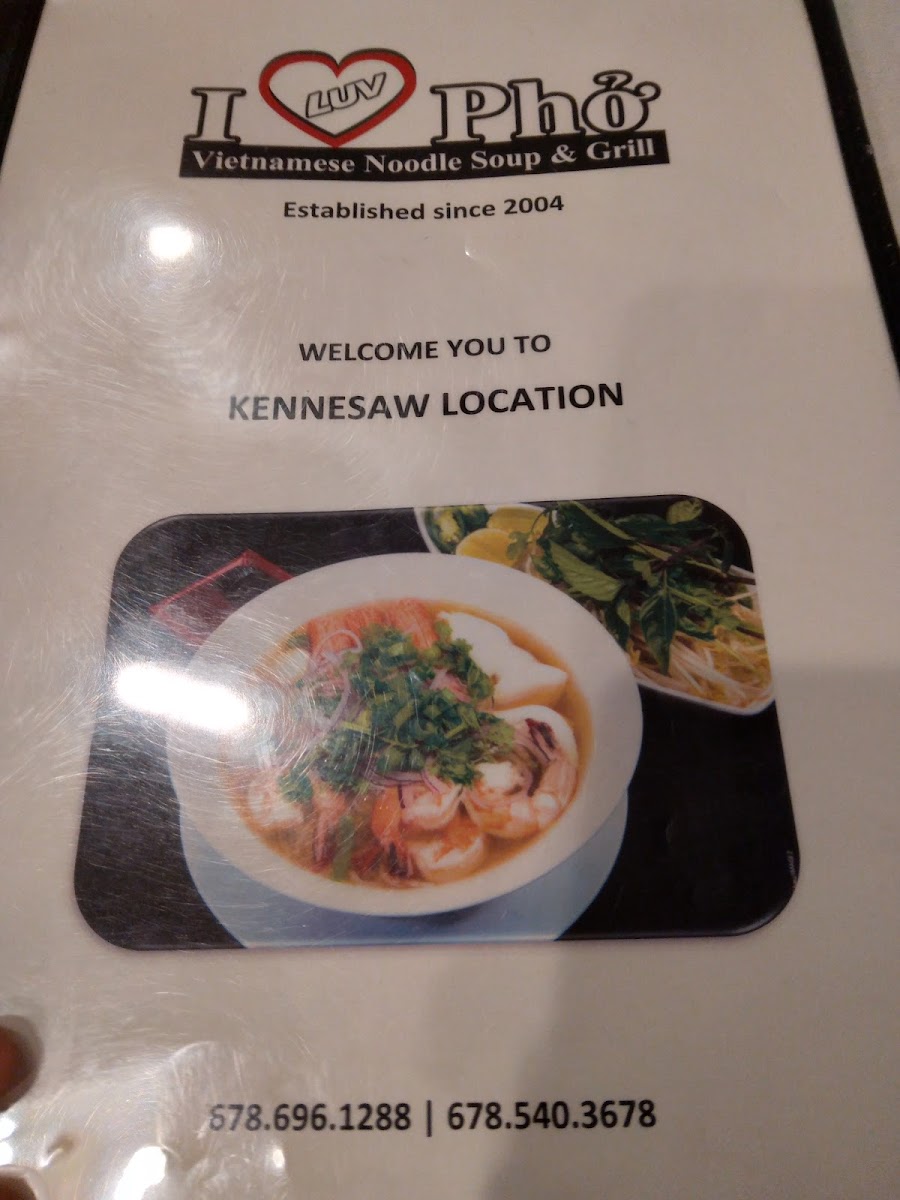 I LUV Phở
Vietnamese Noodle Soup & Grill
Established since 2004
WELCOME YOU TO
KENNESAW LOCATION
678.696.1288 | 678.540.3678